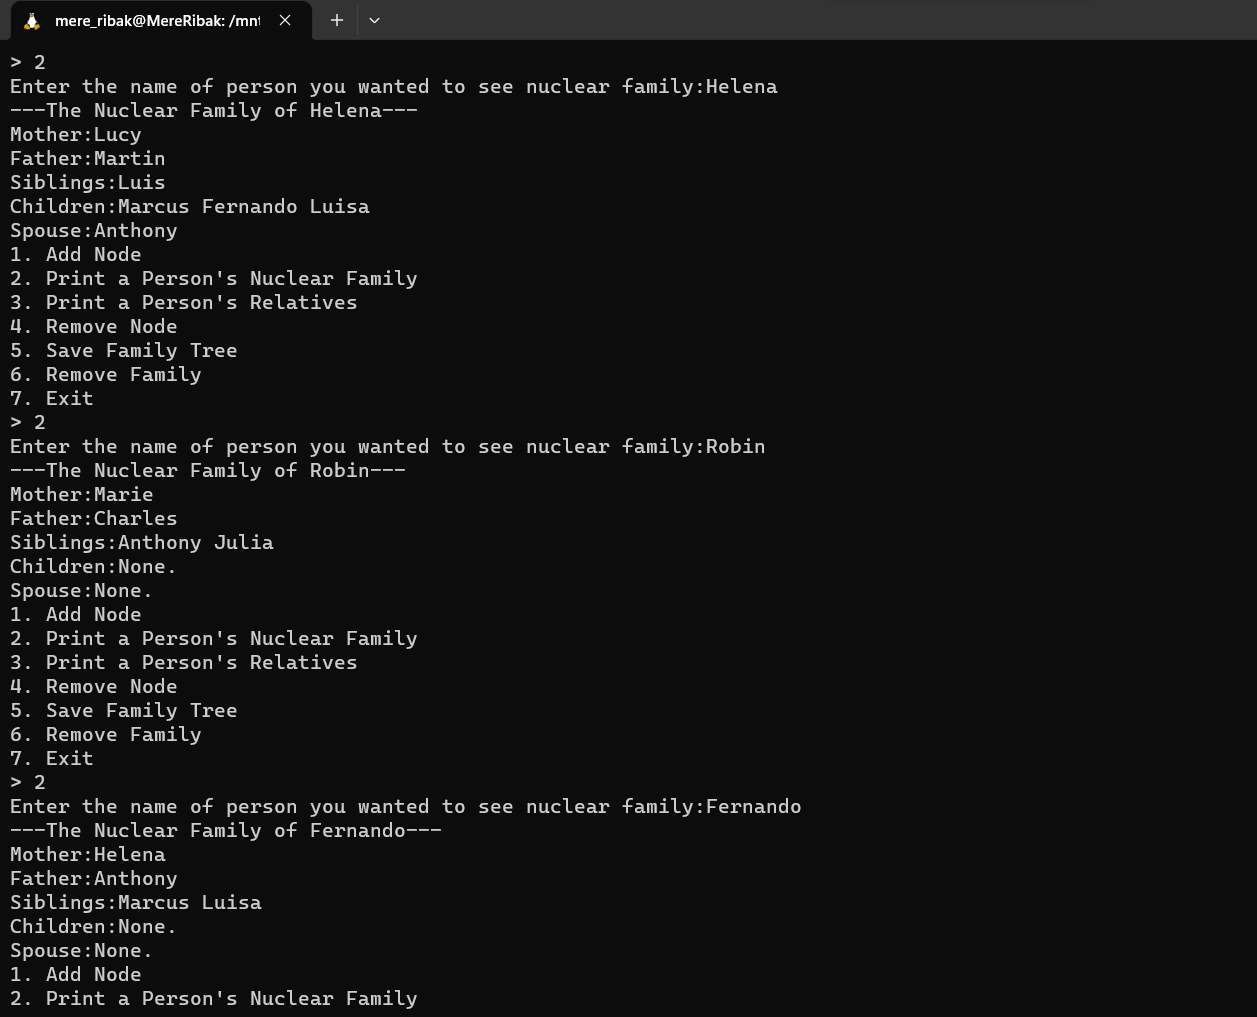 mere_ribak@MereRibak: /mnt
> 2
Enter the name of person you wanted to see nuclear family:Helena
---The Nuclear Family of Helena---
Mother:Lucy
Father:Martin
Siblings:Luis
Children:Marcus Fernando Luisa
Spouse:Anthony
1. Add Node
2. Print a Person's Nuclear Family
3. Print a Person's Relatives
4. Remove Node
5. Save Family Tree
6. Remove Family
7. Exit
> 2
Enter the name of person you wanted to see nuclear family:Robin
---The Nuclear Family of Robin---
Mother:Marie
Father:Charles
Siblings:Anthony Julia
Children:None.
Spouse:None.
1. Add Node
2. Print a Person's Nuclear Family
3. Print a Person's Relatives
4. Remove Node
5. Save Family Tree
6. Remove Family
7. Exit
> 2
Enter the name of person you wanted to see nuclear family:Fernando
---The Nuclear Family of Fernando---
Mother:Helena
Father:Anthony
Siblings:Marcus Luisa
Children:None.
Spouse:None.
1. Add Node
2. Print a Person's Nuclear Family